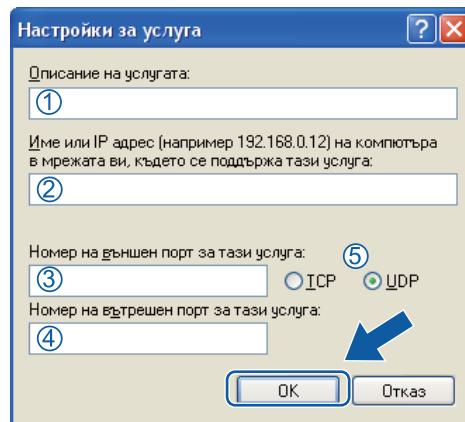 Настройки за услуга
Описание на услугата:
①
Име или IP адрес (например 192.168.0.12) на компютъра
в мрежата ви, където се поддържа тази услуга:
②
Номер на външен порт за тази услуга:
⑤
③
TCP
UDP
Номер на вътрешен порт за тази услуга:
④
OK
Отказ